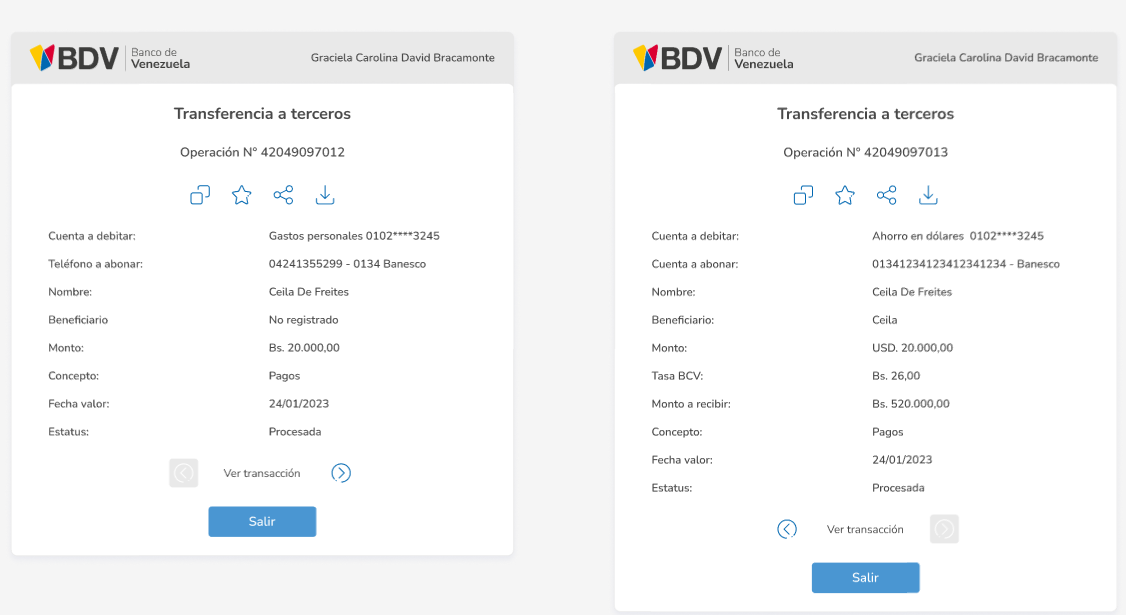 BDV Banco de Venezuela Graciela Carolina David Bracamonte
Transferencia a terceros
Operación N° 42049097012
Cuenta a debitar: Gastos personales 0102****3245
Teléfono a abonar: 04241355299 - 0134 Banesco
Nombre: Ceila De Freites
Beneficiario No registrado
Monto: Bs. 20.000,00
Concepto: Pagos
Fecha valor: 24/01/2023
Estatus: Procesada
Ver transacción
Salir
BDV Banco de Venezuela Graciela Carolina David Bracamonte
Transferencia a terceros
Operación N° 42049097013
Cuenta a debitar: Ahorro en dólares 0102****3245
Cuenta a abonar: 01341234123412341234 - Banesco
Nombre: Ceila De Freites
Beneficiario: Ceila
Monto: USD. 20.000,00
Tasa BCV: Bs. 26,00
Monto a recibir: Bs. 520.000,00
Concepto: Pagos
Fecha valor: 24/01/2023
Estatus: Procesada
Ver transacción
Salir